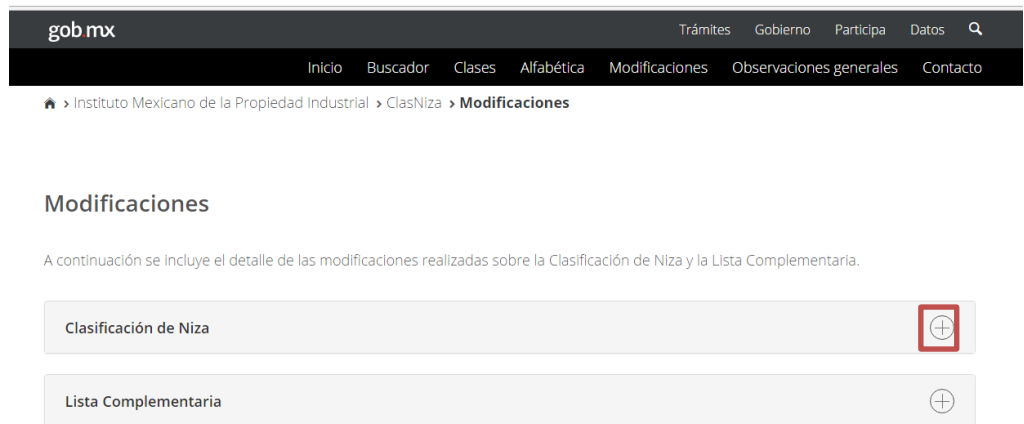 gob.mx Trámites Gobierno Participa Datos
Inicio Buscador Clases Alfabética Modificaciones Observaciones generales Contacto
> Instituto Mexicano de la Propiedad Industrial > ClasNiza > Modificaciones
Modificaciones
A continuación se incluye el detalle de las modificaciones realizadas sobre la Clasificación de Niza y la Lista Complementaria.
Clasificación de Niza
Lista Complementaria